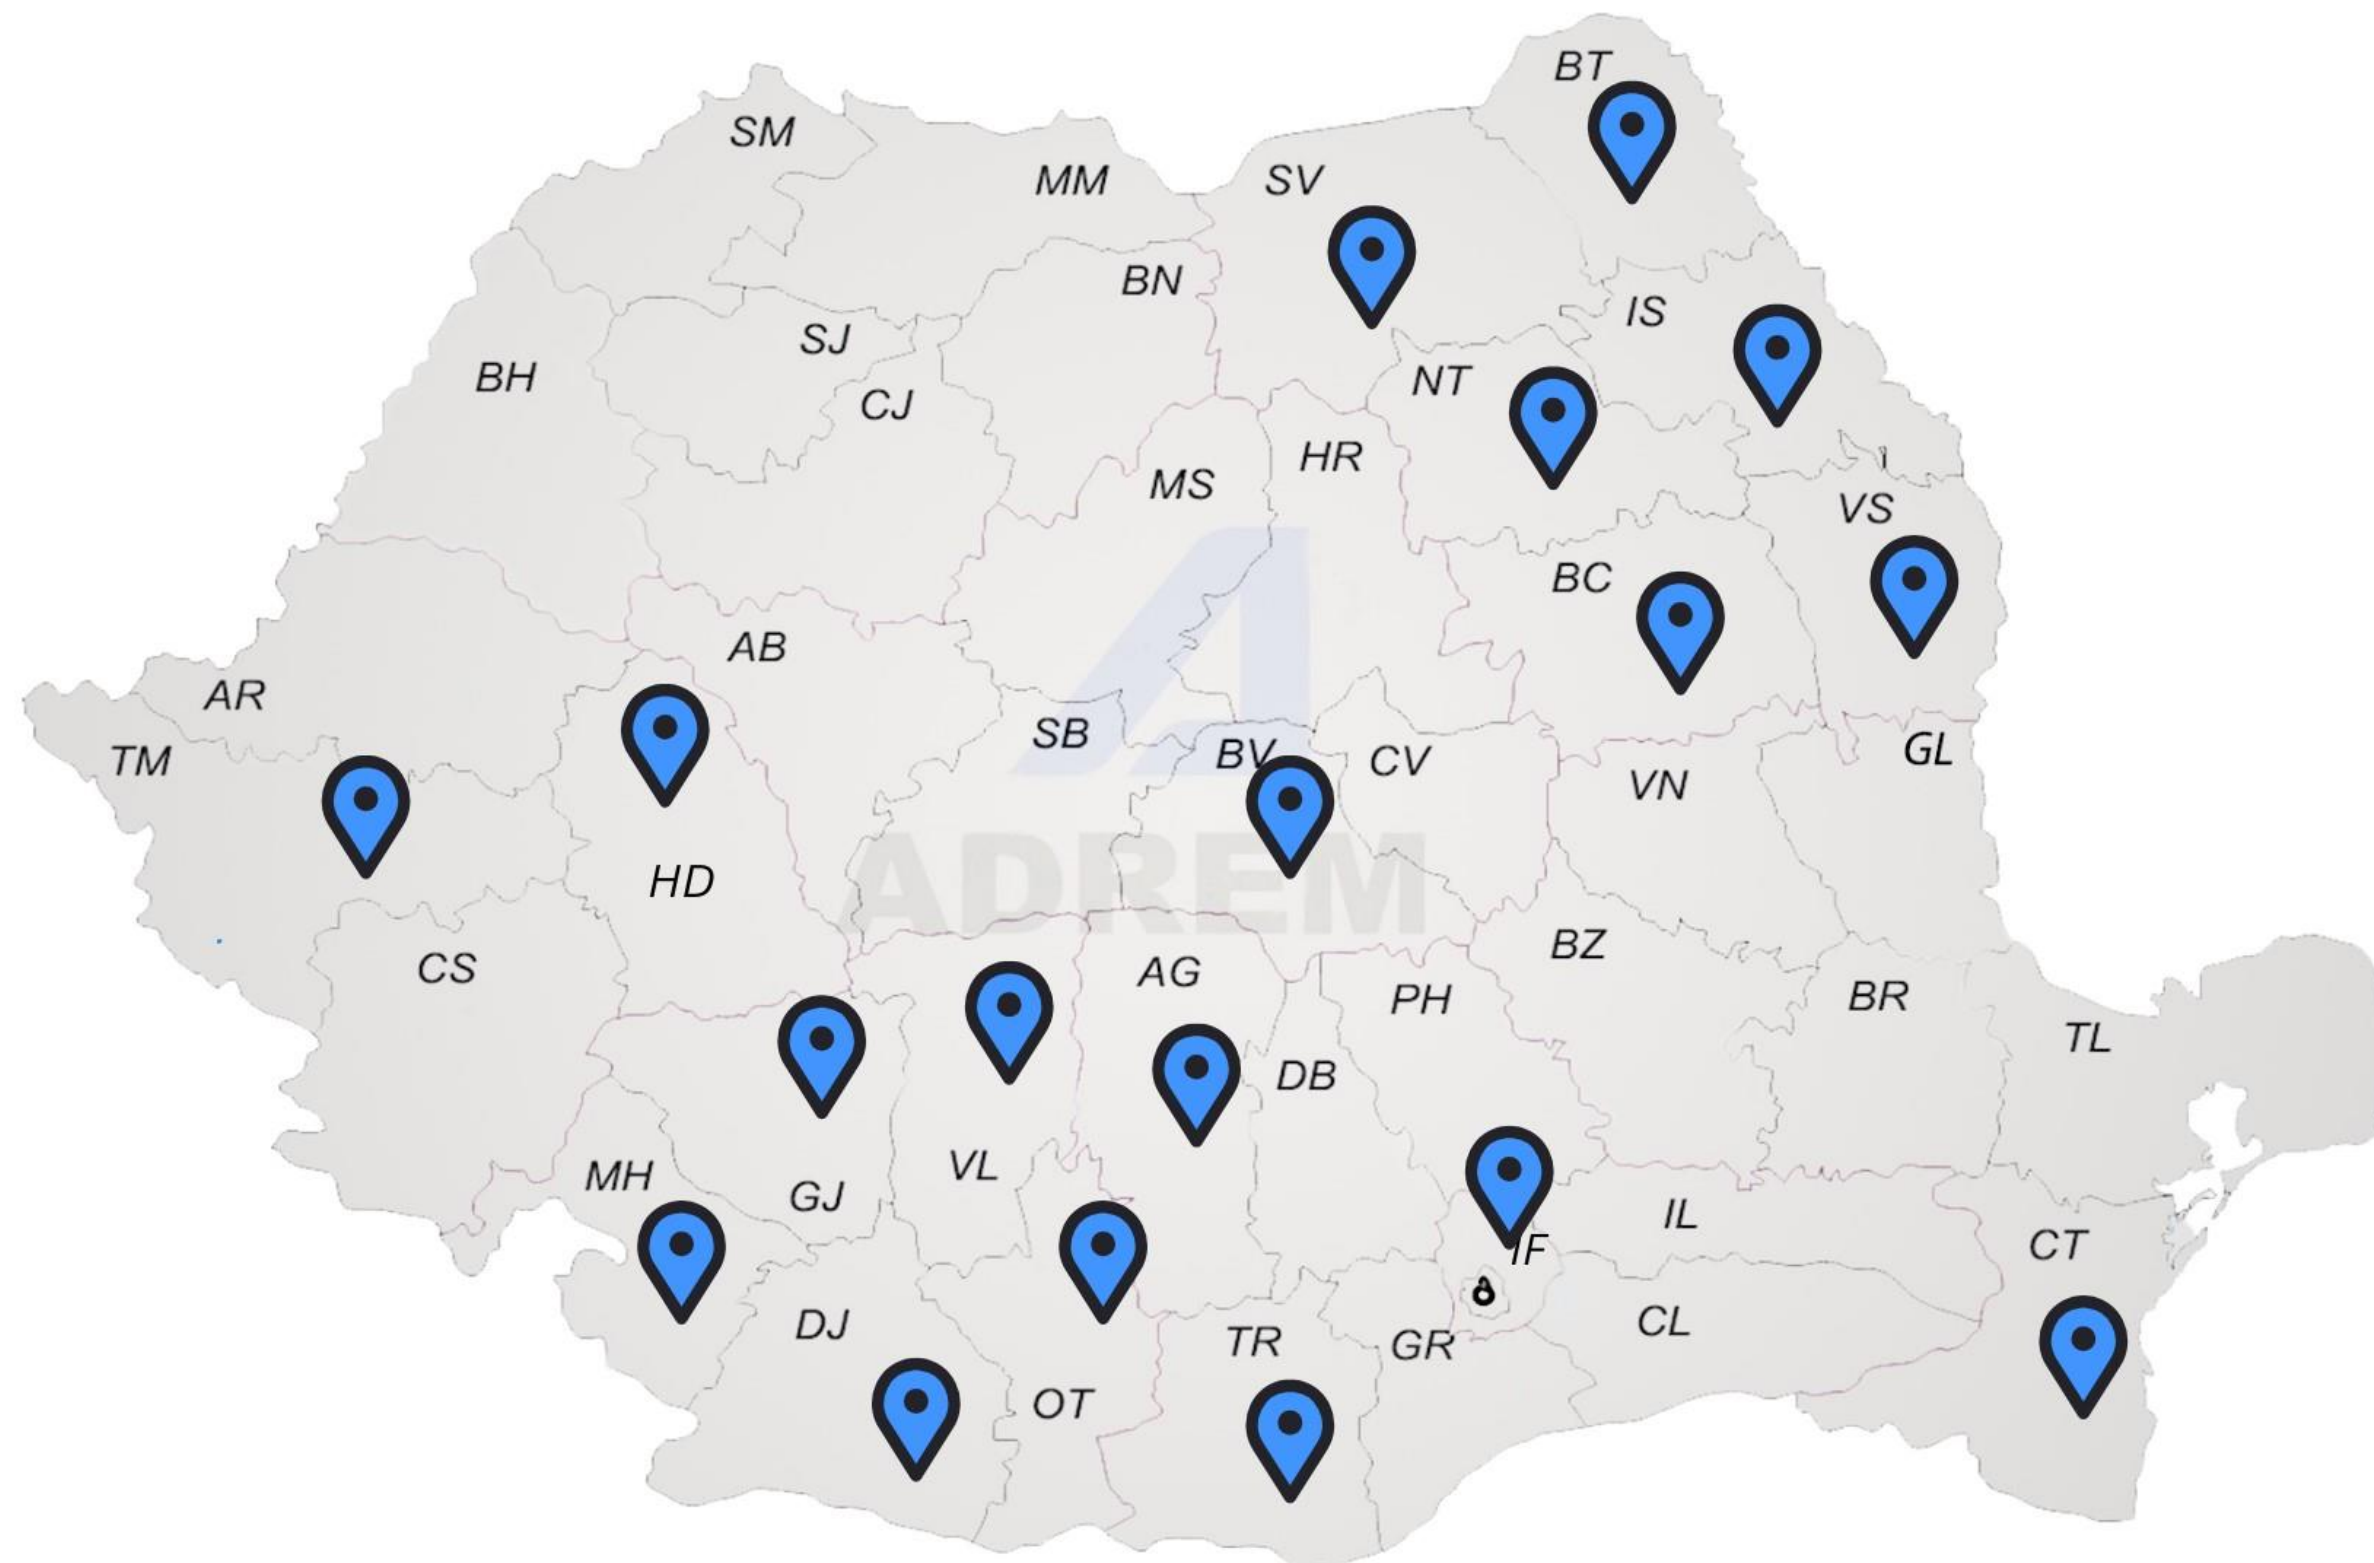 BT
SM
MM
SV
BN
IS
SJ
NT
BH
CJ
HR
MS
VS
BC
AB
AR
SB
GL
BV
CV
TM
VN
HD
ADREM
BZ
CS
AG
PH
BR
TL
DB
VL
MH
GJ
IL
CT
IF
CL
DJ
TR
GR
OT